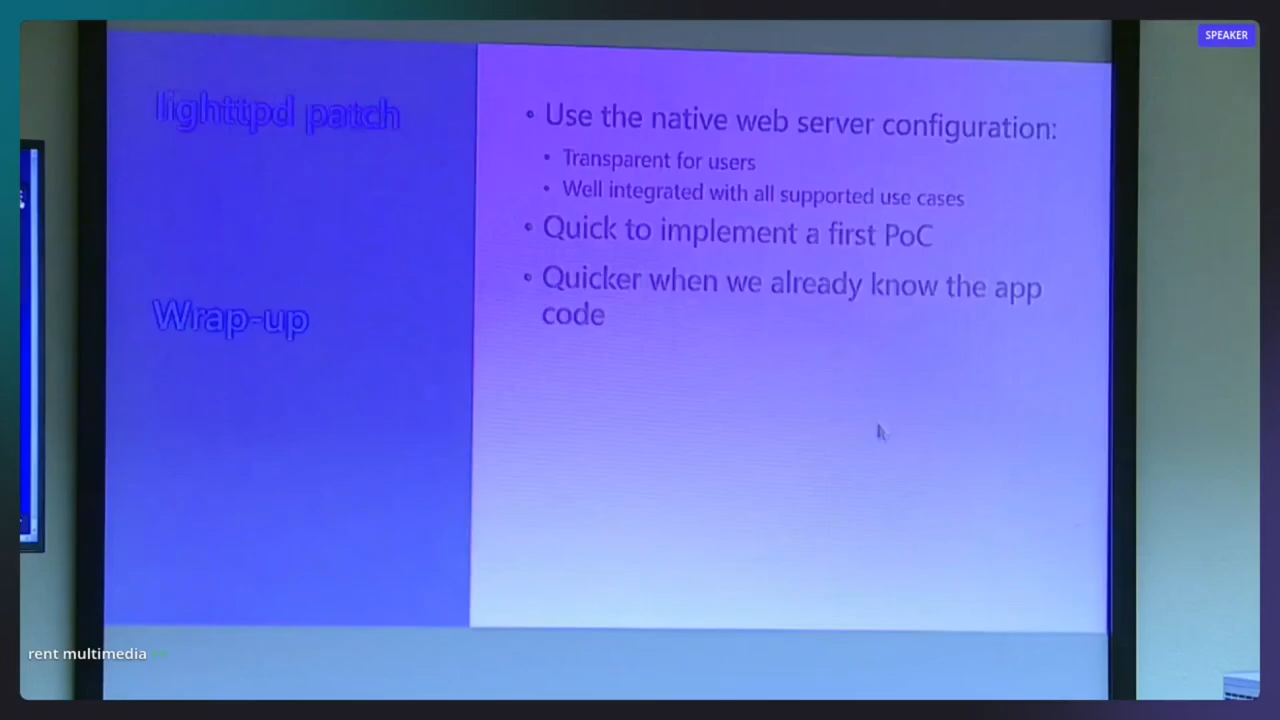 SPEAKER
lighttpd patch
Wrap-up
• Use the native web server configuration:
• Transparent for users
• Well integrated with all supported use cases
• Quick to implement a first PoC
• Quicker when we already know the app
code
rent multimedia